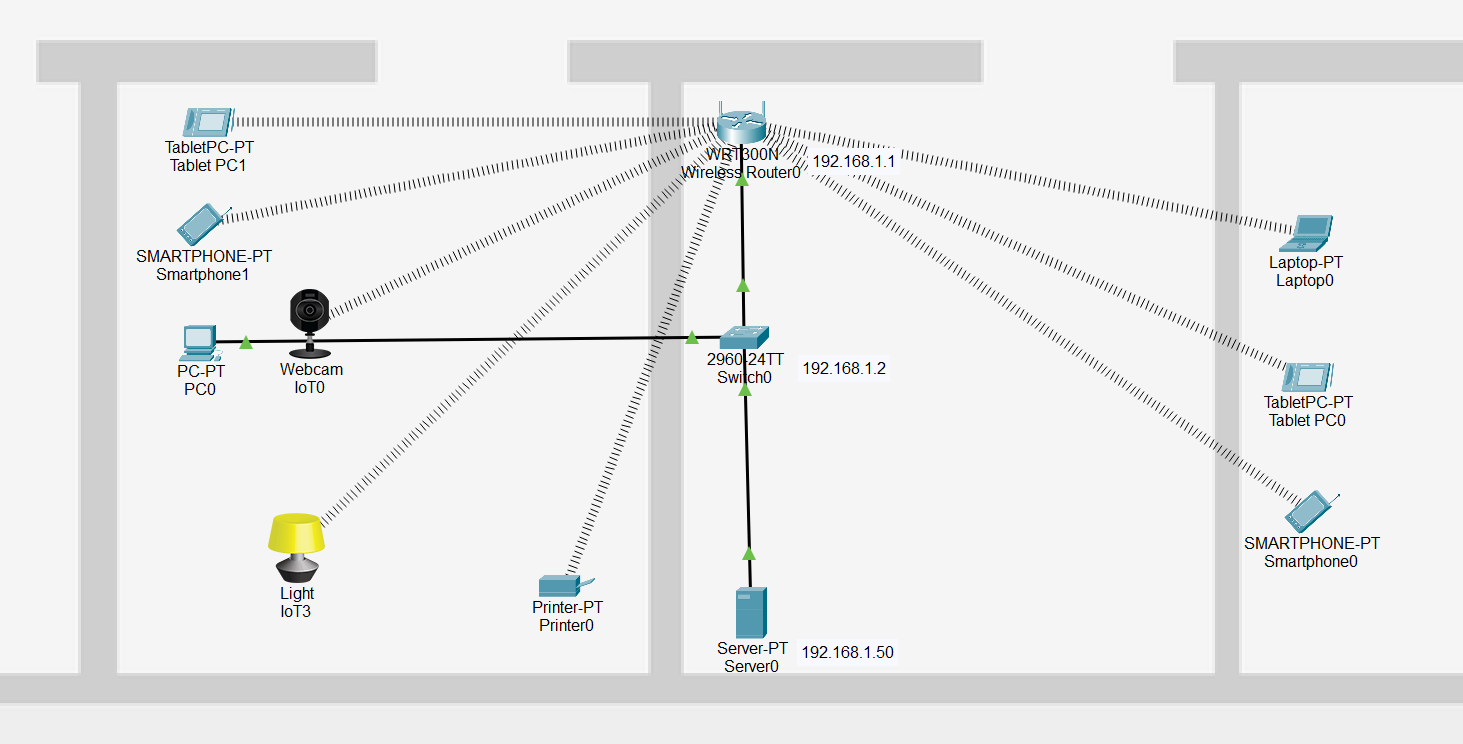 TabletPC-PT
Tablet PC1
WRT300N
Wireless Router0
192.168.1.1
SMARTPHONE-PT
Smartphone1
Laptop-PT
Laptop0
Webcam
IoT0
PC-PT
PC0
2960-24TT
Switch0
192.168.1.2
TabletPC-PT
Tablet PC0
SMARTPHONE-PT
Smartphone0
Light
IoT3
Printer-PT
Printer0
Server-PT
Server0
192.168.1.50